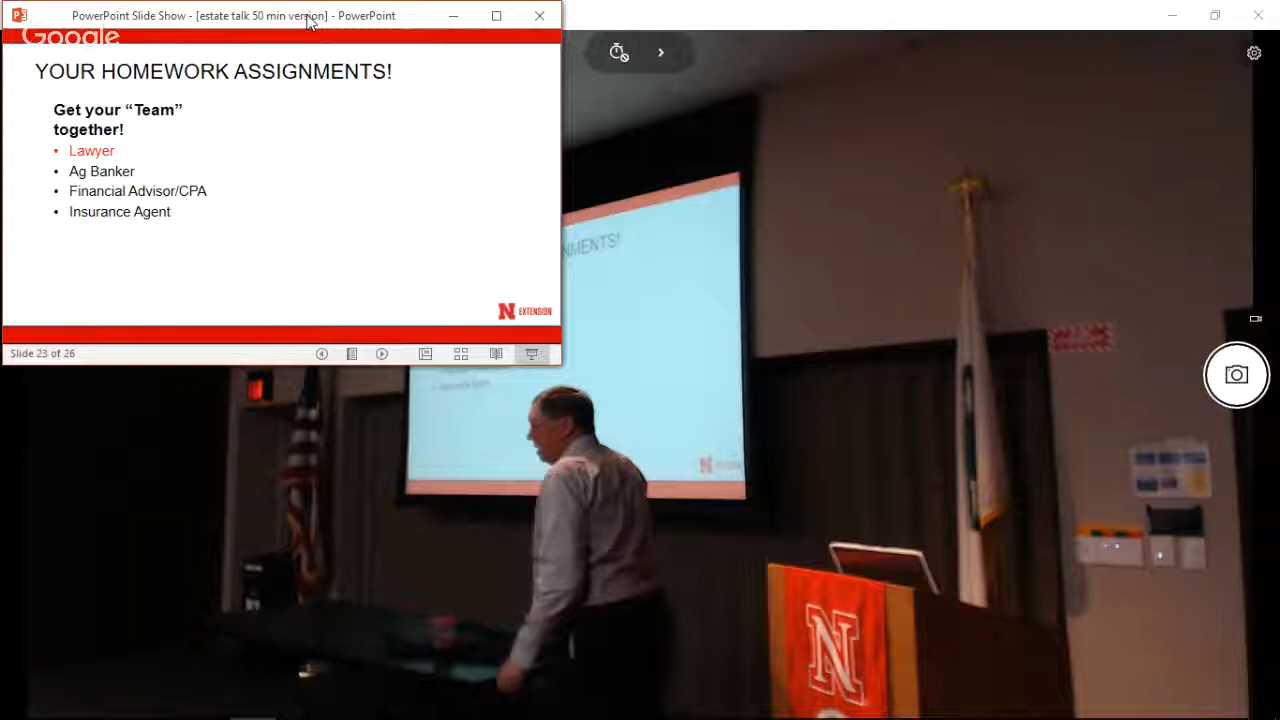 PowerPoint Slide Show - [estate talk 50 min version] - PowerPoint
Google
YOUR HOMEWORK ASSIGNMENTS!
Get your “Team”
together!
• Lawyer
• Ag Banker
• Financial Advisor/CPA
• Insurance Agent
N EXTENSION
Slide 23 of 26
NMENTS!
N
N